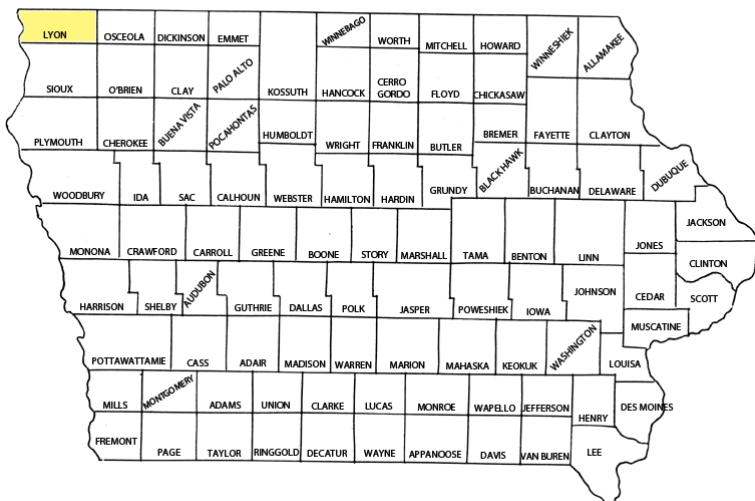 LYON OSCEOLA DICKINSON EMMET WINNEBAGO WORTH MITCHELL HOWARD WINNESHIEK ALLAMAKEE
SIOUX O'BRIEN CLAY PALO ALTO KOSSUTH HANCOCK CERRO GORDO FLOYD CHICKASAW
PLYMOUTH CHEROKEE BUENA VISTA POCAHONTAS HUMBOLDT WRIGHT FRANKLIN BUTLER BREMER FAYETTE CLAYTON
WOODBURY IDA SAC CALHOUN WEBSTER HAMILTON HARDIN GRUNDY BLACK HAWK BUCHANAN DELAWARE DUBUQUE
JACKSON
MONONA CRAWFORD CARROLL GREENE BOONE STORY MARSHALL TAMA BENTON LINN JONES
CLINTON
HARRISON SHELBY AUDUBON GUTHRIE DALLAS POLK JASPER POWESHIEK IOWA JOHNSON CEDAR SCOTT
MUSCATINE
POTTAWATTAMIE CASS ADAIR MADISON WARREN MARION MAHASKA KEOKUK WASHINGTON LOUISA
MILLS MONTGOMERY ADAMS UNION CLARKE LUCAS MONROE WAPELLO JEFFERSON HENRY DES MOINES
FREMONT PAGE TAYLOR RINGGOLD DECATUR WAYNE APPANOOSE DAVIS VAN BUREN LEE